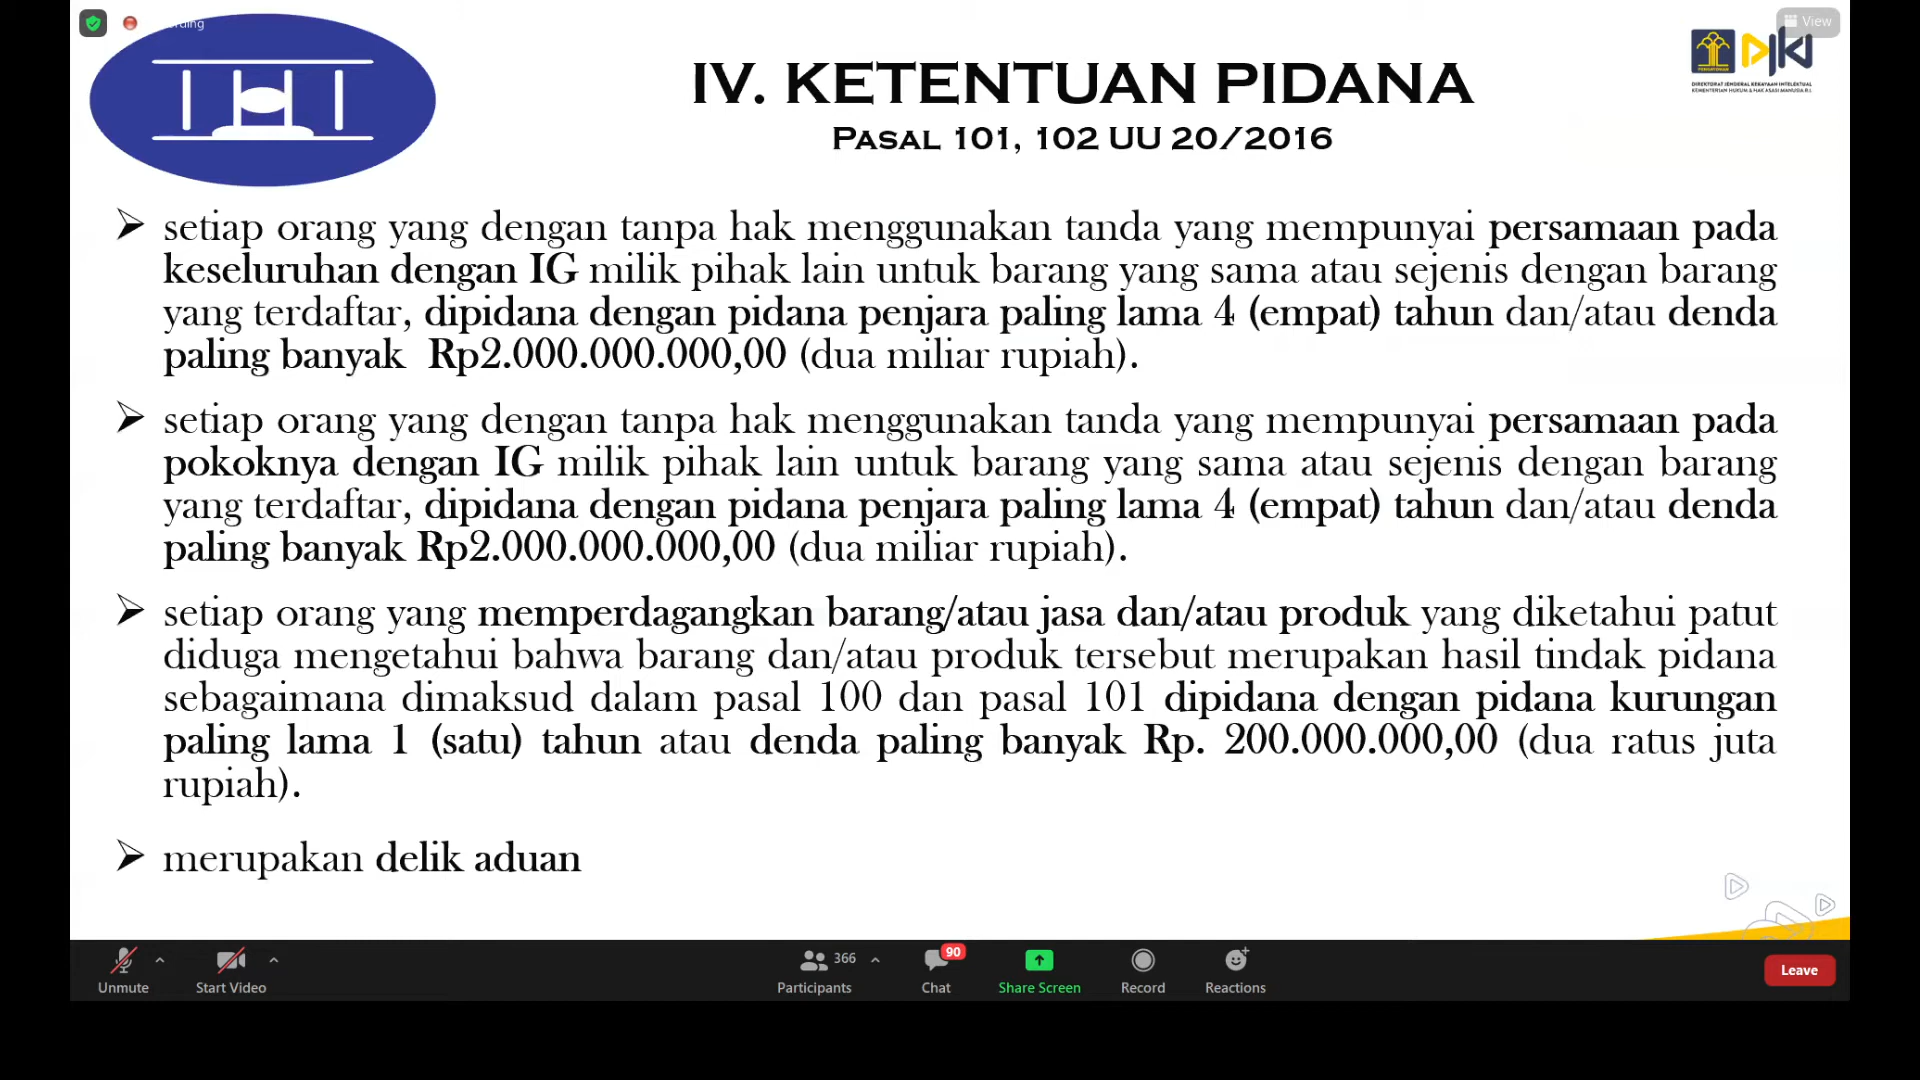 View
IV. KETENTUAN PIDANA
PASAL 101, 102 UU 20/2016
DIREKTORAT JENDERAL KEKAYAAN INTELEKTUAL
KEMENTERIAN HUKUM & HAK ASASI MANUSIA R.I.
➢ setiap orang yang dengan tanpa hak menggunakan tanda yang mempunyai persamaan pada
keseluruhan dengan IG milik pihak lain untuk barang yang sama atau sejenis dengan barang
yang terdaftar, dipidana dengan pidana penjara paling lama 4 (empat) tahun dan/atau denda
paling banyak Rp2.000.000.000,00 (dua miliar rupiah).
➢ setiap orang yang dengan tanpa hak menggunakan tanda yang mempunyai persamaan pada
pokoknya dengan IG milik pihak lain untuk barang yang sama atau sejenis dengan barang
yang terdaftar, dipidana dengan pidana penjara paling lama 4 (empat) tahun dan/atau denda
paling banyak Rp2.000.000.000,00 (dua miliar rupiah).
➢ setiap orang yang memperdagangkan barang/atau jasa dan/atau produk yang diketahui patut
diduga mengetahui bahwa barang dan/atau produk tersebut merupakan hasil tindak pidana
sebagaimana dimaksud dalam pasal 100 dan pasal 101 dipidana dengan pidana kurungan
paling lama 1 (satu) tahun atau denda paling banyak Rp. 200.000.000,00 (dua ratus juta
rupiah).
➢ merupakan delik aduan
Unmute
Start Video
366
Participants
90
Chat
Share Screen
Record
Reactions
Leave